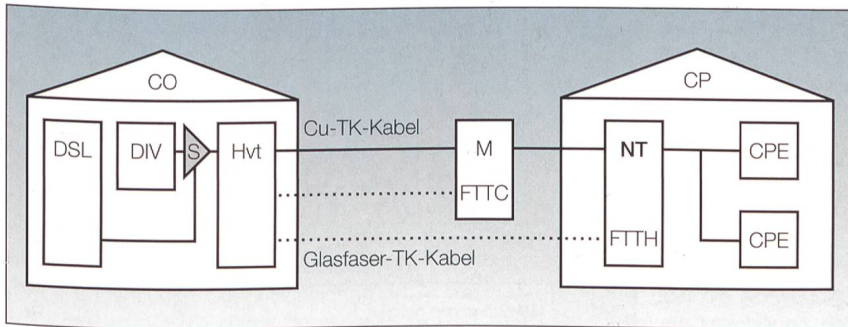 CO
CP
Cu-TK-Kabel
DSL
DIV
S
Hvt
M
NT
CPE
FTTC
FTTH
CPE
Glasfaser-TK-Kabel